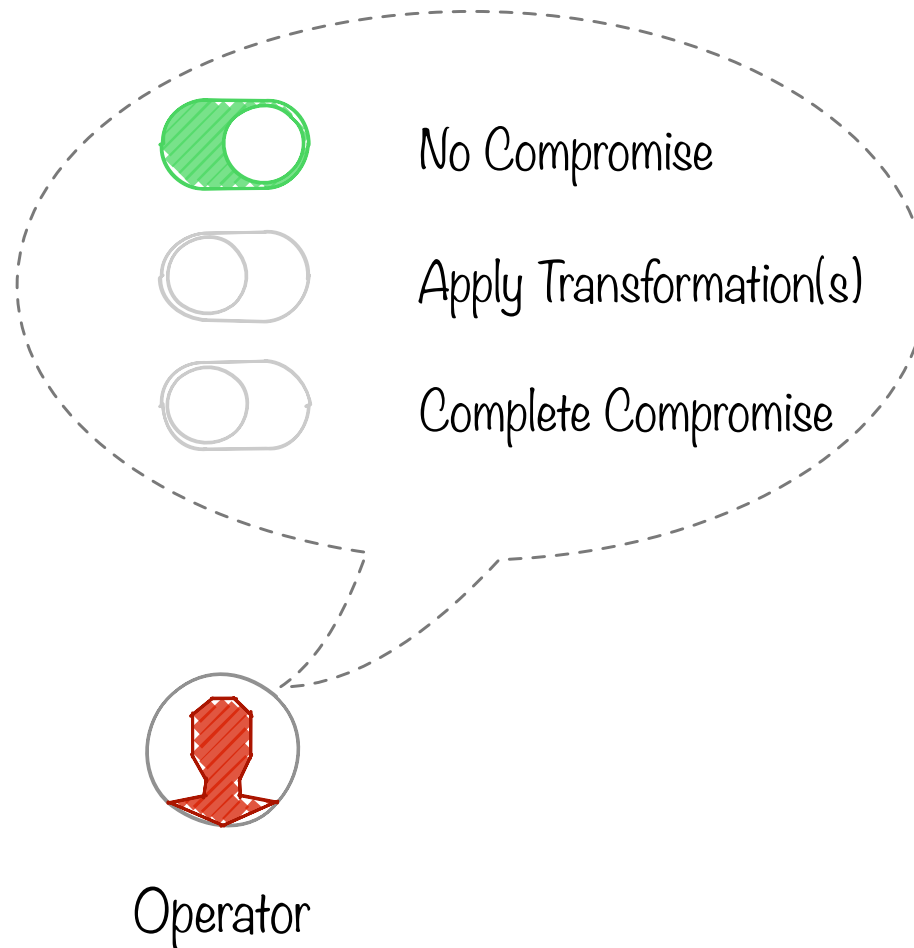 No Compromise
Apply Transformation(s)
Complete Compromise
Operator